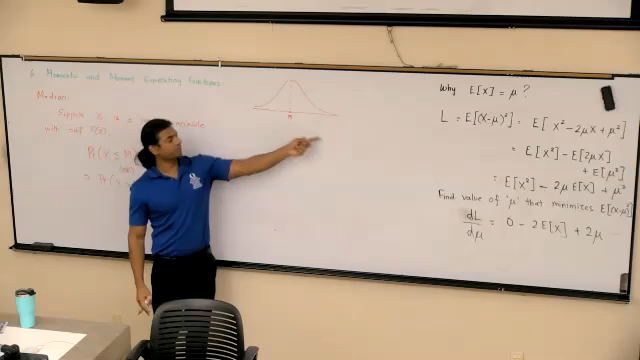 6 Moments and Moment Generating Functions
Median:
Suppose X is a variable
with cdf F(x).
Pr(X ≤ M)
M
Why E[X] = μ ?
L = E[(X-μ)²] = E[ X² - 2μX + μ²]
= E[X²] - E[2μX]
+ E[μ²]
= E[X²] - 2μ E[X] + μ²
Find value of 'μ' that minimizes E[(X-μ)²]
dL/dμ = 0 - 2E[X] + 2μ